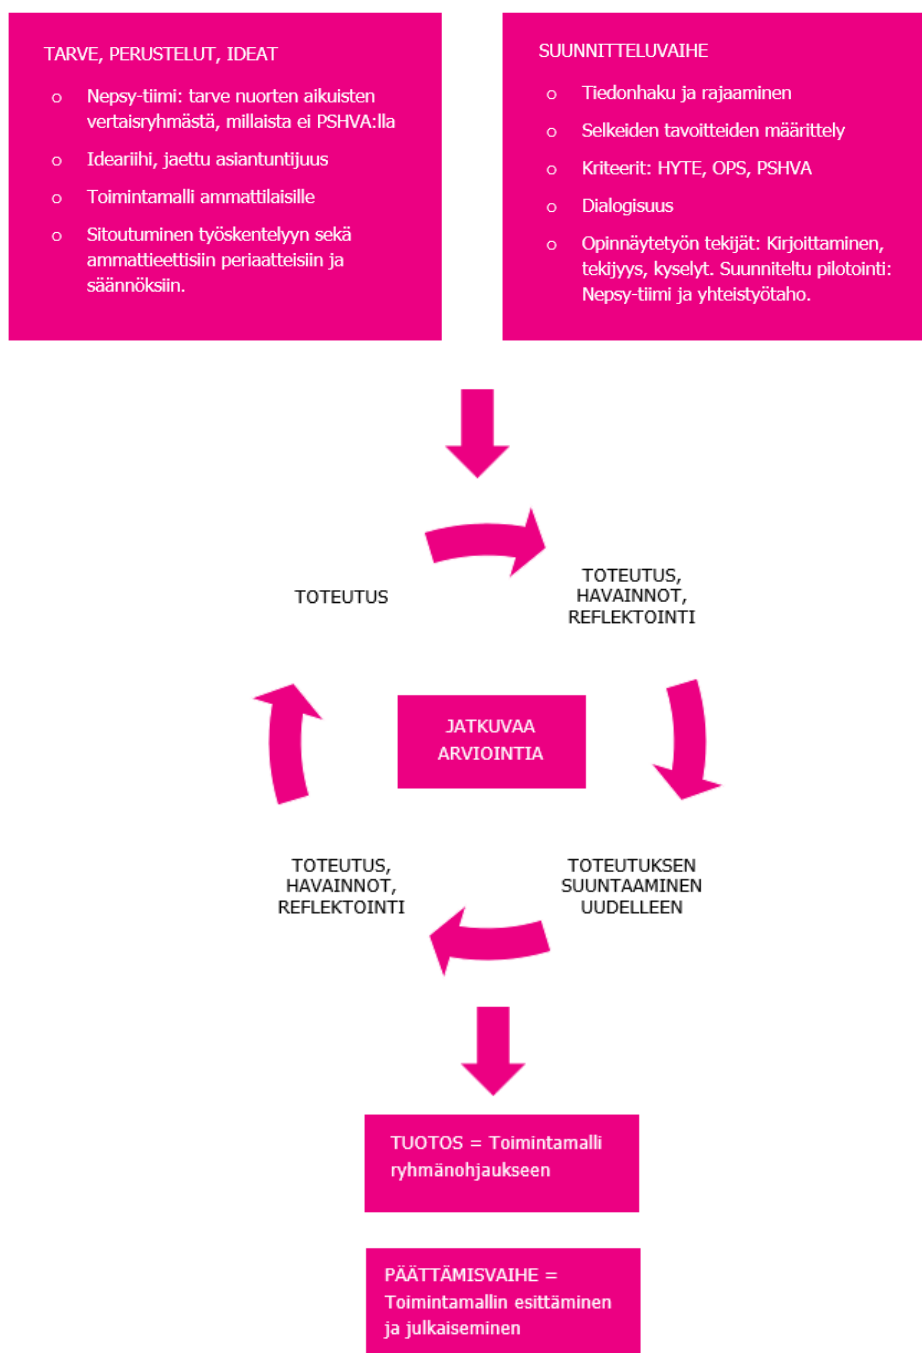 TARVE, PERUSTELUT, IDEAT
o Nepsy-tiimi: tarve nuorten aikuisten
vertaisryhmästä, millaista ei PSHVA:lla
o Ideariihi, jaettu asiantuntijuus
o Toimintamalli ammattilaisille
o Sitoutuminen työskentelyyn sekä
ammattieettisiin periaatteisiin ja
säännöksiin.
SUUNNITTELUVAIHE
o Tiedonhaku ja rajaaminen
o Selkeiden tavoitteiden määrittely
o Kriteerit: HYTE, OPS, PSHVA
o Dialogisuus
o Opinnäytetyön tekijät: Kirjoittaminen,
tekijyys, kyselyt. Suunniteltu pilotointi:
Nepsy-tiimi ja yhteistyötaho.
TOTEUTUS
TOTEUTUS,
HAVAINNOT,
REFLEKTOINTI
JATKUVAA
ARVIOINTIA
TOTEUTUS,
HAVAINNOT,
REFLEKTOINTI
TOTEUTUKSEN
SUUNTAAMINEN
UUDELLEEN
TUOTOS = Toimintamalli
ryhmänohjaukseen
PÄÄTTÄMISVAIHE =
Toimintamallin esittäminen
ja julkaiseminen